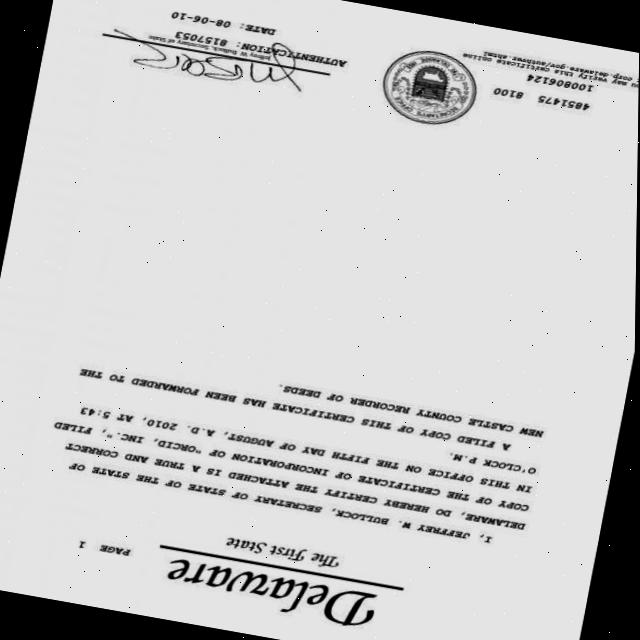 Delaware
PAGE 1
The First State
I, JEFFREY W. BULLOCK, SECRETARY OF STATE OF THE STATE OF
DELAWARE, DO HEREBY CERTIFY THE ATTACHED IS A TRUE AND CORRECT
COPY OF THE CERTIFICATE OF INCORPORATION OF "ORCID, INC.", FILED
IN THIS OFFICE ON THE FIFTH DAY OF AUGUST, A.D. 2010, AT 5:43
O'CLOCK P.M.
A FILED COPY OF THIS CERTIFICATE HAS BEEN FORWARDED TO THE
NEW CASTLE COUNTY RECORDER OF DEEDS.
4851475 8100
100806124
may verify this certificate online
corp.delaware.gov/authver.shtml
Jeffrey W. Bullock, Secretary of State
AUTHENTICATION: 8157053
DATE: 08-06-10